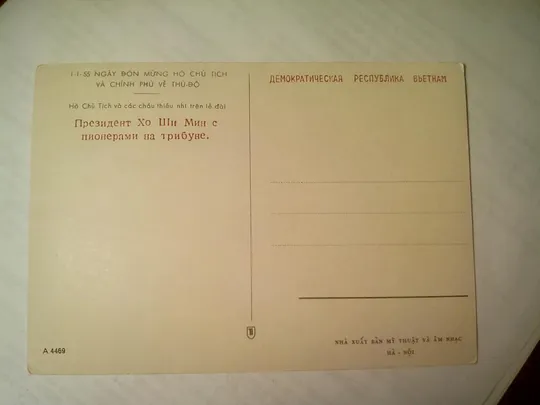 1-1-55 NGÀY ĐÓN MỪNG HỒ CHỦ TỊCH
VÀ CHÍNH PHỦ VỀ THỦ-ĐÔ
Hồ Chủ Tịch và các cháu thiếu nhi trên lễ đài
Президент Хо Ши Мин с
пионерами на трибуне.
ДЕМОКРАТИЧЕСКАЯ РЕСПУБЛИКА ВЬЕТНАМ
A.4469
NHÀ XUẤT BẢN MỸ THUẬT VÀ ÂM NHẠC
HÀ - NỘI